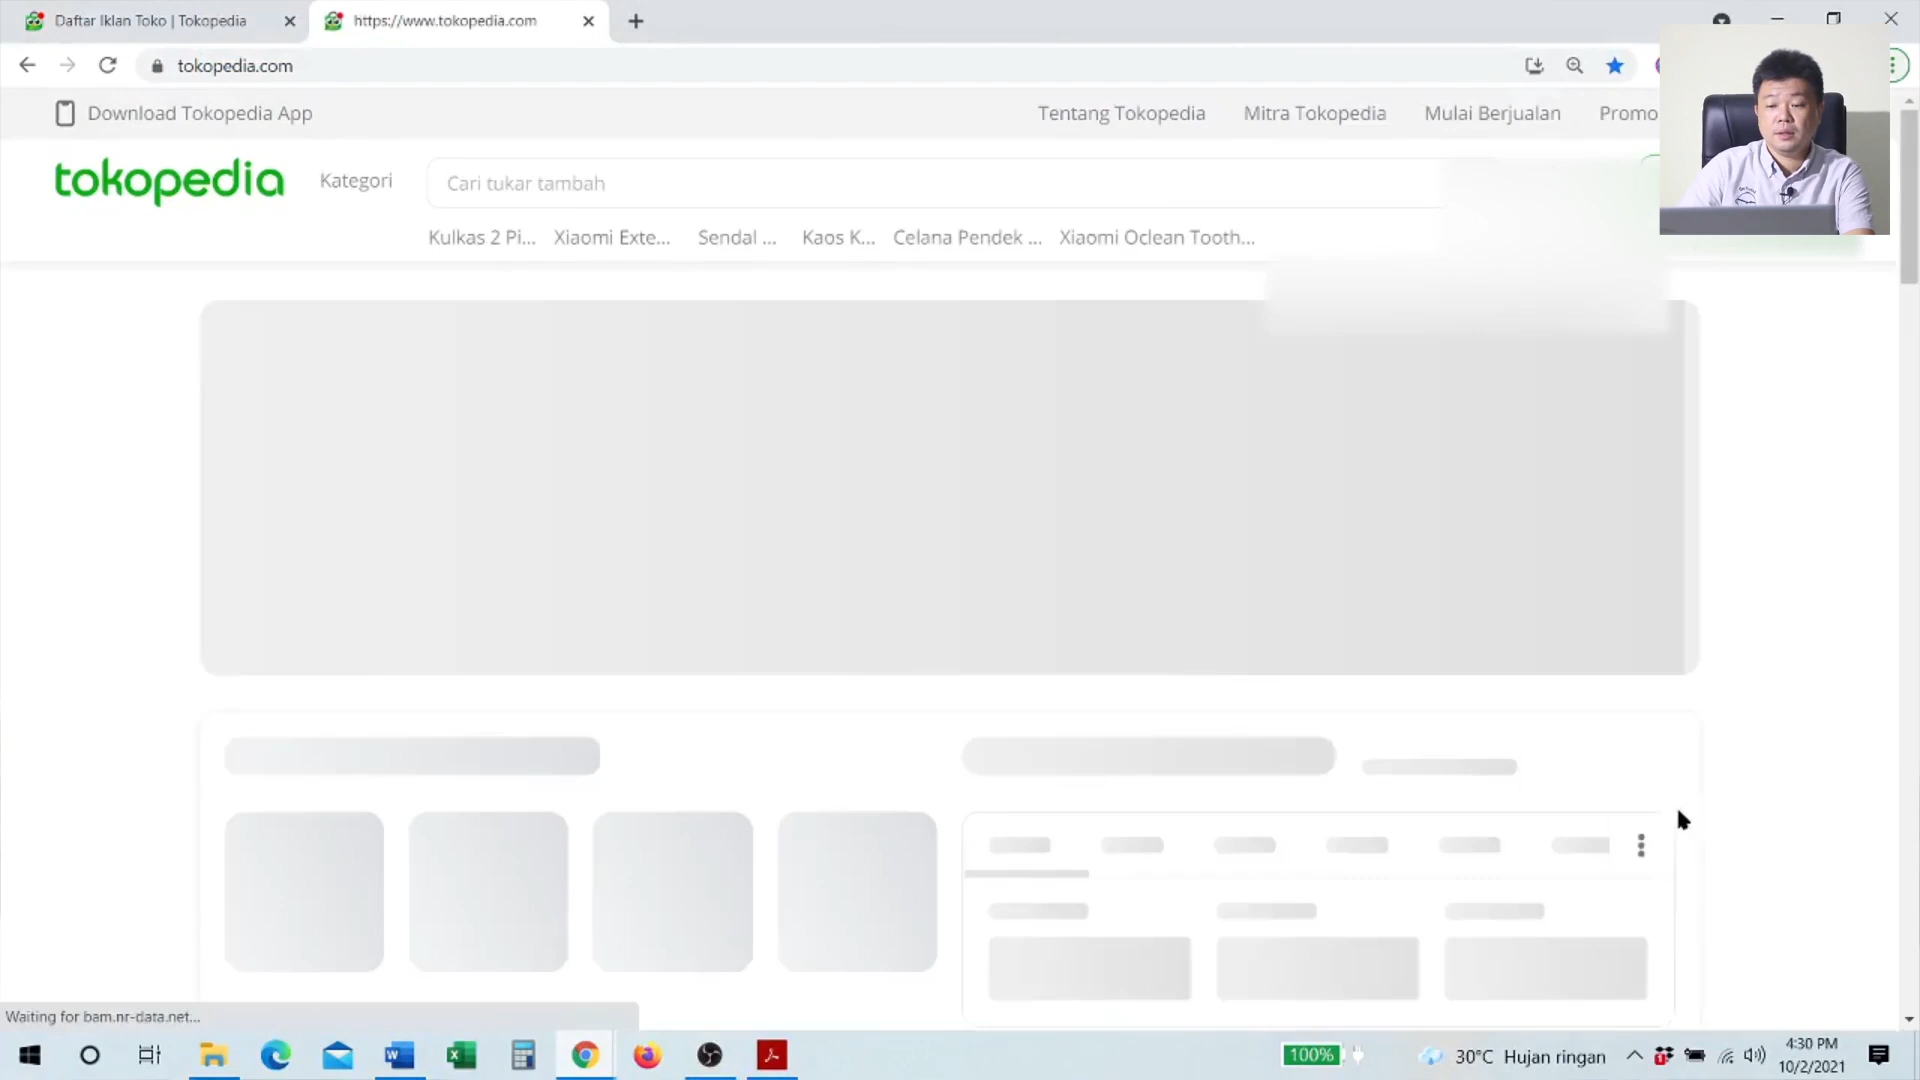 Daftar Iklan Toko | Tokopedia
https://www.tokopedia.com
tokopedia.com
Download Tokopedia App
Tentang Tokopedia
Mitra Tokopedia
Mulai Berjualan
Promo
tokopedia
Kategori
Cari tukar tambah
Kulkas 2 Pi...
Xiaomi Exte...
Sendal ...
Kaos K...
Celana Pendek ...
Xiaomi Oclean Tooth...
Waiting for bam.nr-data.net...
100%
30°C Hujan ringan
4:30 PM
10/2/2021